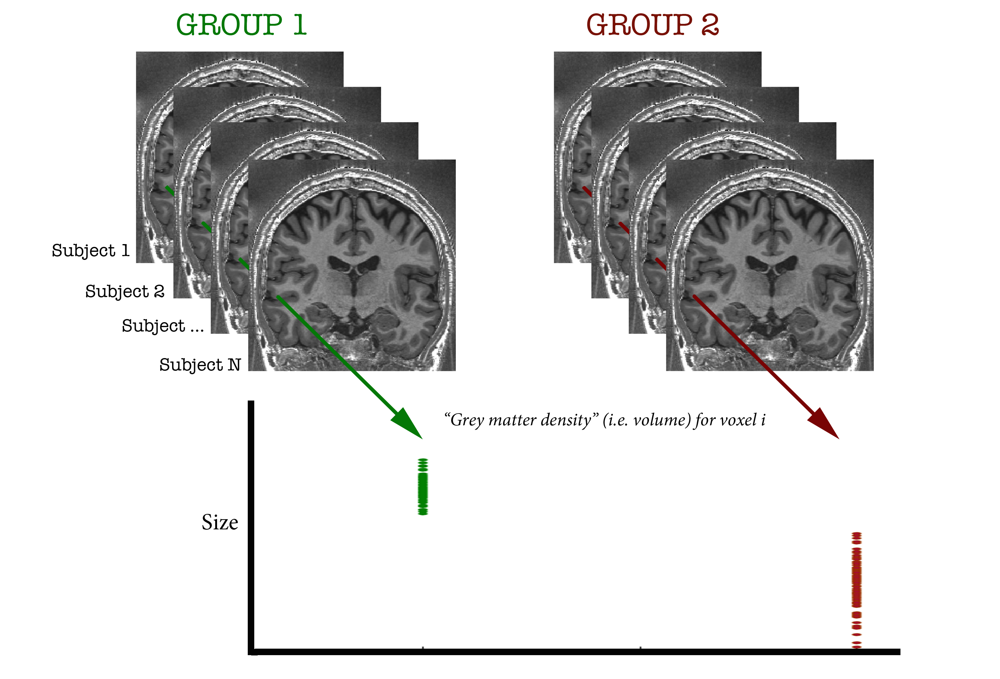 GROUP 1
GROUP 2
Subject 1
Subject 2
Subject ...
Subject N
“Grey matter density” (i.e. volume) for voxel i
Size